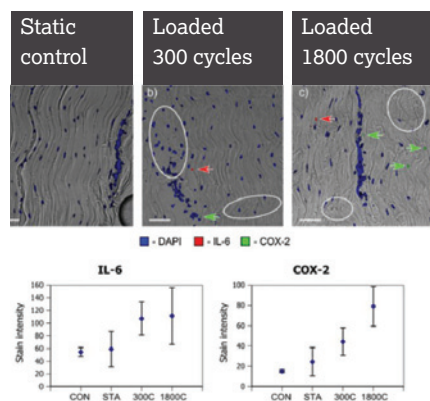 Static
control
Loaded
300 cycles
Loaded
1800 cycles
b)
c)
- DAPI - IL-6 - COX-2
IL-6
COX-2
Stain intensity
160
140
120
100
80
60
40
20
0
CON STA 300C 1800C
Stain intensity
100
80
60
40
20
0
CON STA 300C 1800C